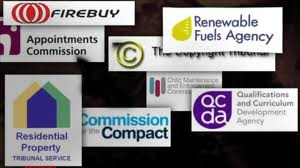 FIREBUY
Renewable
Fuels Agency
Appointments
Commission
The Copyright Tribunal
Child Maintenance and
Enforcement Commission
Residential
Property
TRIBUNAL SERVICE
Commission
for the Compact
qcda
Qualifications and Curriculum
Development Agency